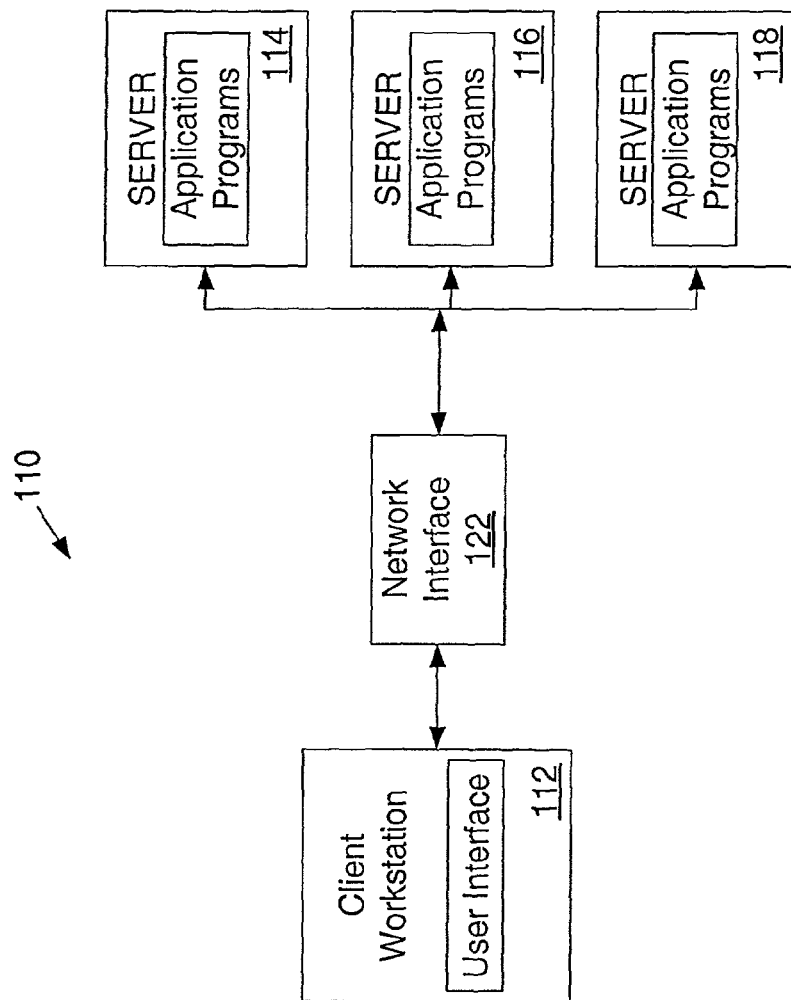 110
Client
Workstation
User Interface
112
Network
Interface
122
SERVER
Application
Programs
114
SERVER
Application
Programs
116
SERVER
Application
Programs
118